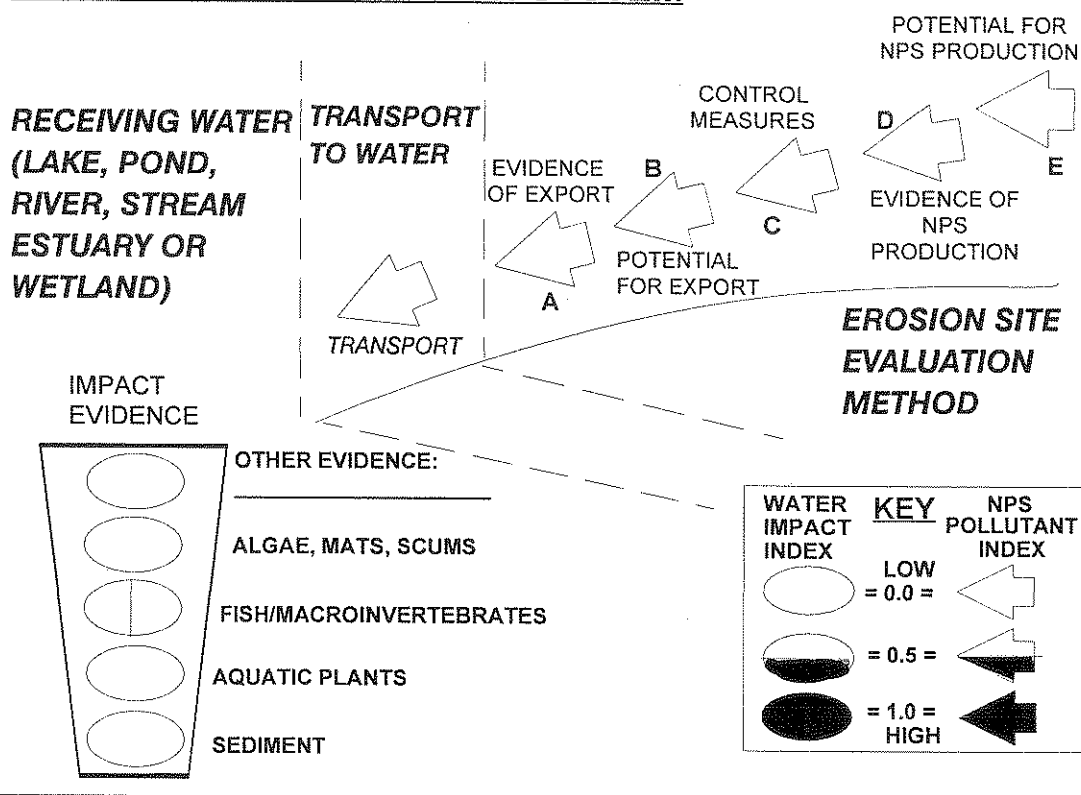 POTENTIAL FOR
NPS PRODUCTION
CONTROL
MEASURES
D
E
RECEIVING WATER
(LAKE, POND,
RIVER, STREAM
ESTUARY OR
WETLAND)
TRANSPORT
TO WATER
EVIDENCE
OF EXPORT
B
C
EVIDENCE OF
NPS
PRODUCTION
A
POTENTIAL
FOR EXPORT
TRANSPORT
EROSION SITE
EVALUATION
METHOD
IMPACT
EVIDENCE
OTHER EVIDENCE:
ALGAE, MATS, SCUMS
FISH/MACROINVERTEBRATES
AQUATIC PLANTS
SEDIMENT
WATER
IMPACT
INDEX
KEY
NPS
POLLUTANT
INDEX
LOW
= 0.0 =
= 0.5 =
= 1.0 =
HIGH